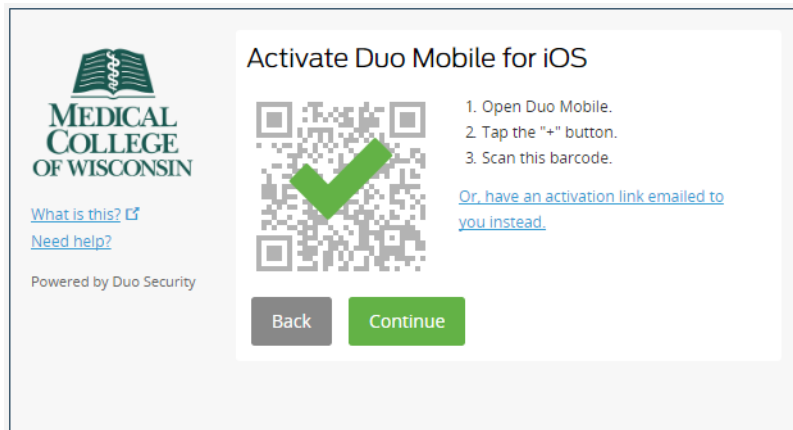 MEDICAL
COLLEGE
OF WISCONSIN
What is this?
Need help?
Powered by Duo Security
Activate Duo Mobile for iOS
1. Open Duo Mobile.
2. Tap the "+" button.
3. Scan this barcode.
Or, have an activation link emailed to
you instead.
Back
Continue